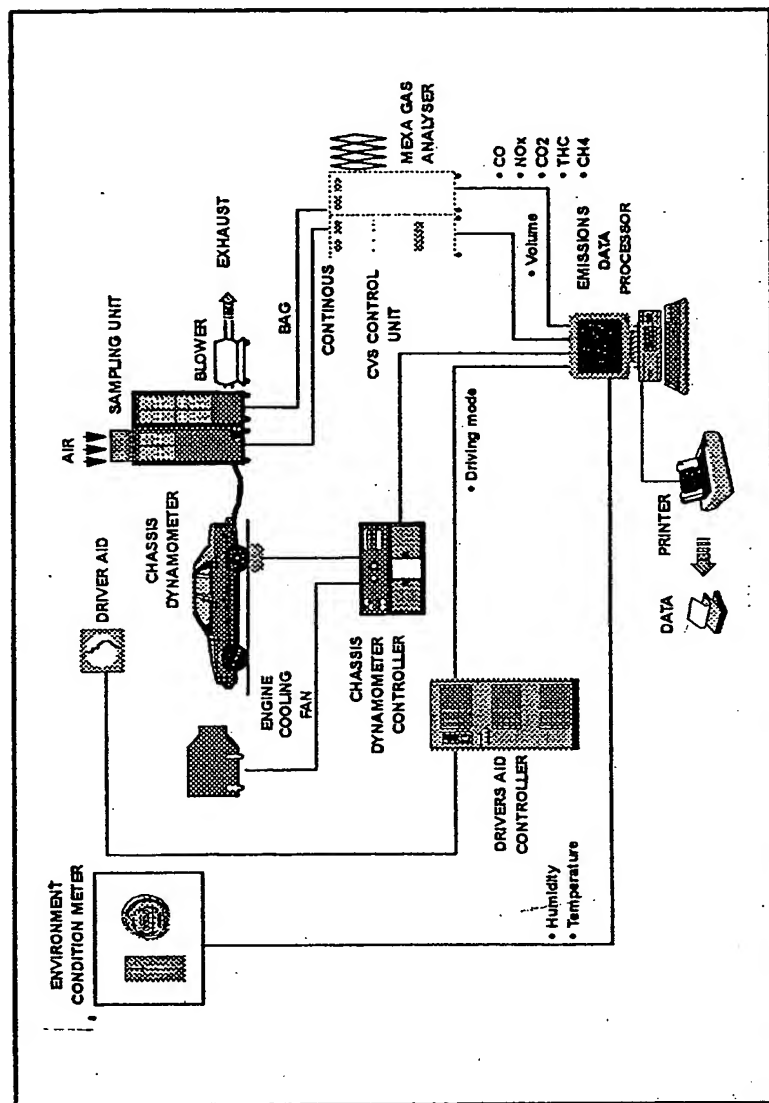 ENVIRONMENT
CONDITION METER
• Humidity
• Temperature
DRIVER AID
ENGINE COOLING
FAN
DRIVERS AID
CONTROLLER
CHASSIS
DYNAMOMETER
CHASSIS
DYNAMOMETER
CONTROLLER
• Driving mode
AIR
SAMPLING UNIT
BLOWER
EXHAUST
BAG
CONTINOUS
CVS CONTROL
UNIT
MEXA GAS
ANALYSER
• CO
• NOx
• CO2
• THC
• CH4
• Volume
EMISSIONS
DATA
PROCESSOR
PRINTER
DATA